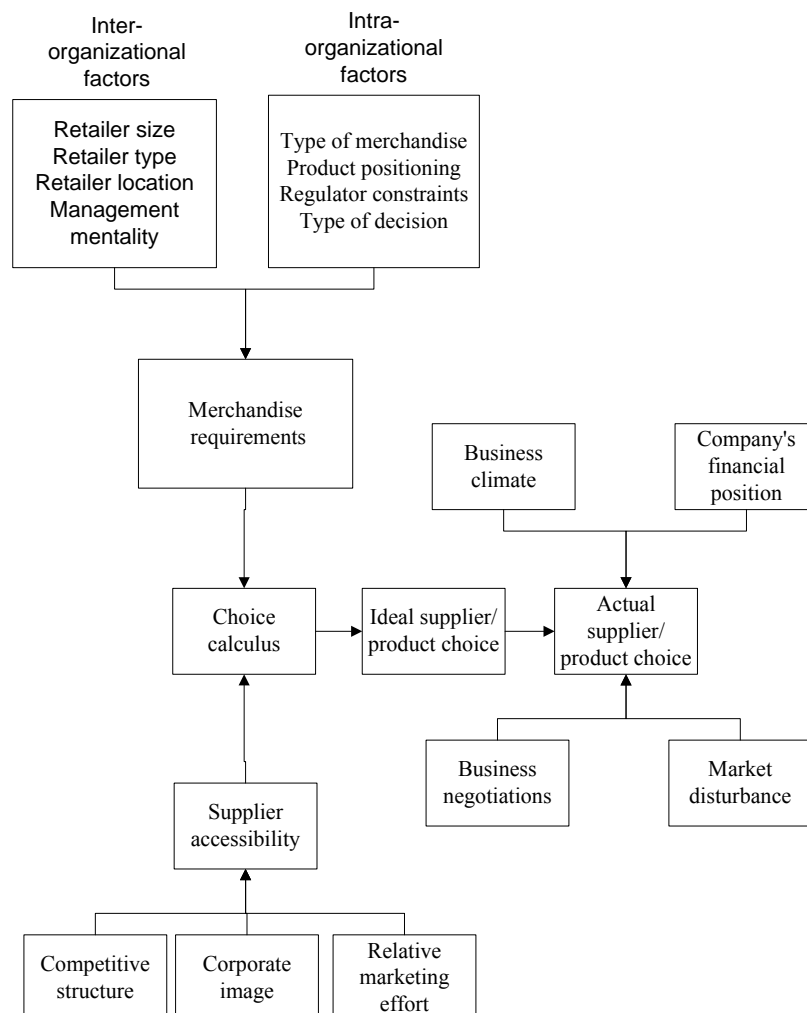 Inter-
organizational
factors
Intra-
organizational
factors
Retailer size
Retailer type
Retailer location
Management
mentality
Type of merchandise
Product positioning
Regulator constraints
Type of decision
Merchandise
requirements
Business
climate
Company's
financial
position
Choice
calculus
Ideal supplier/
product choice
Actual
supplier/
product choice
Business
negotiations
Market
disturbance
Supplier
accessibility
Competitive
structure
Corporate
image
Relative
marketing
effort